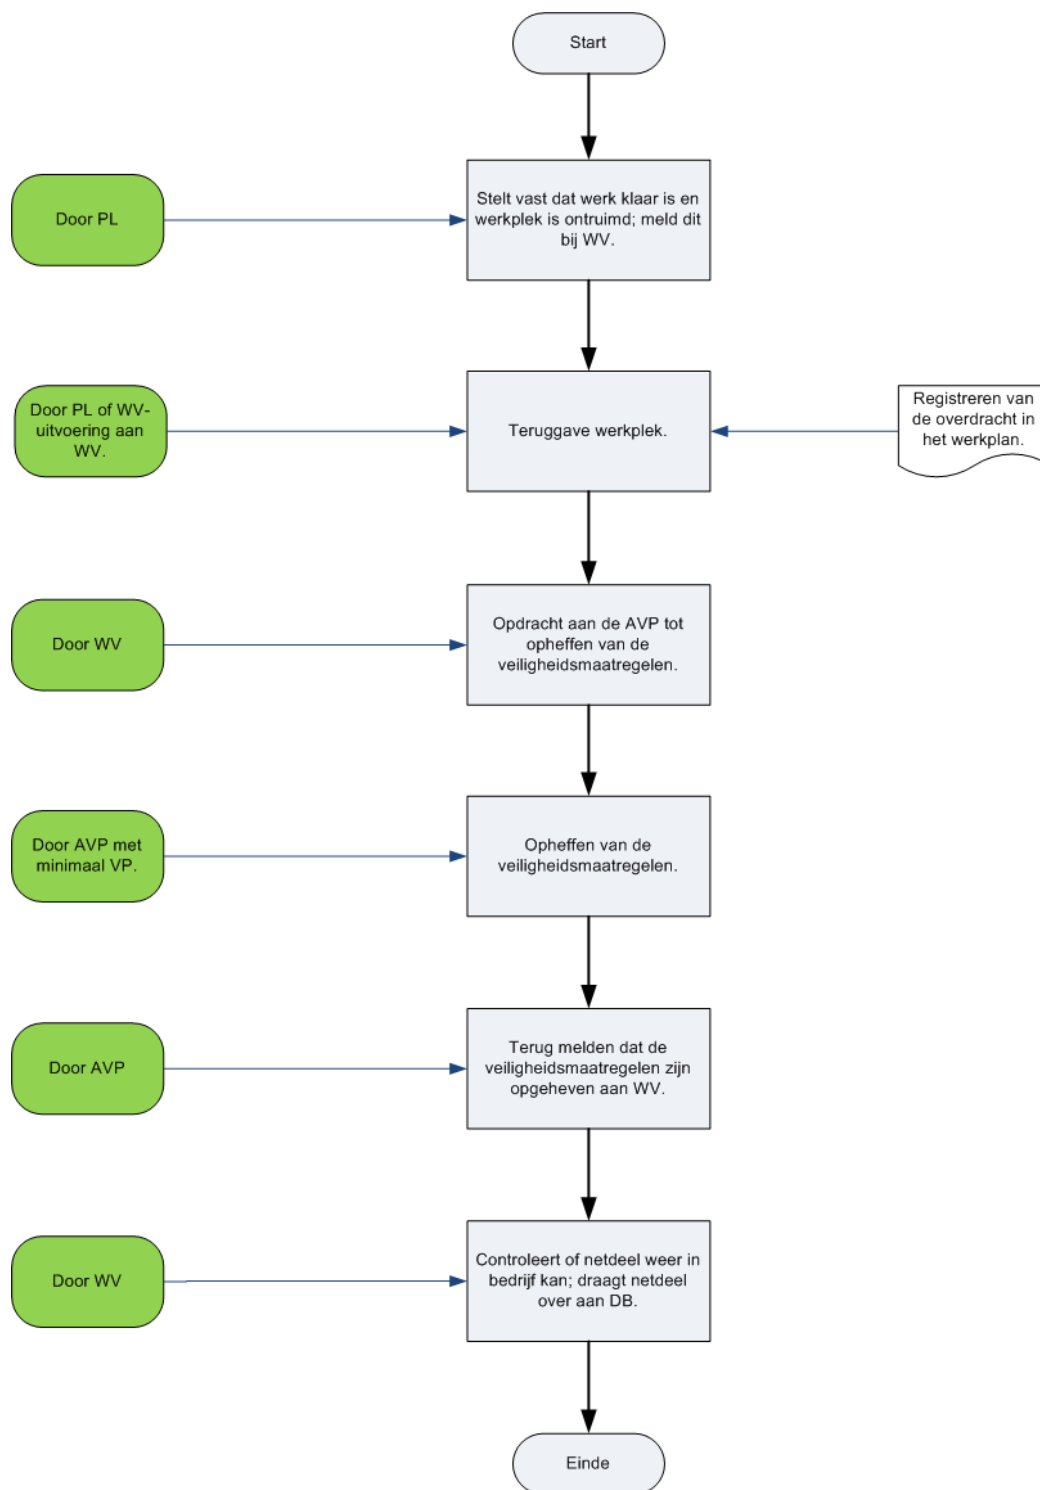 Start
Door PL
Stelt vast dat werk klaar is en
werkplek is ontruimd; meld dit
bij WV.
Door PL of WV-
uitvoering aan
WV.
Teruggave werkplek.
Registreren van
de overdracht in
het werkplan.
Door WV
Opdracht aan de AVP tot
opheffen van de
veiligheidsmaatregelen.
Door AVP met
minimaal VP.
Opheffen van de
veiligheidsmaatregelen.
Door AVP
Terug melden dat de
veiligheidsmaatregelen zijn
opgeheven aan WV.
Door WV
Controleert of netdeel weer in
bedrijf kan; draagt netdeel
over aan DB.
Einde